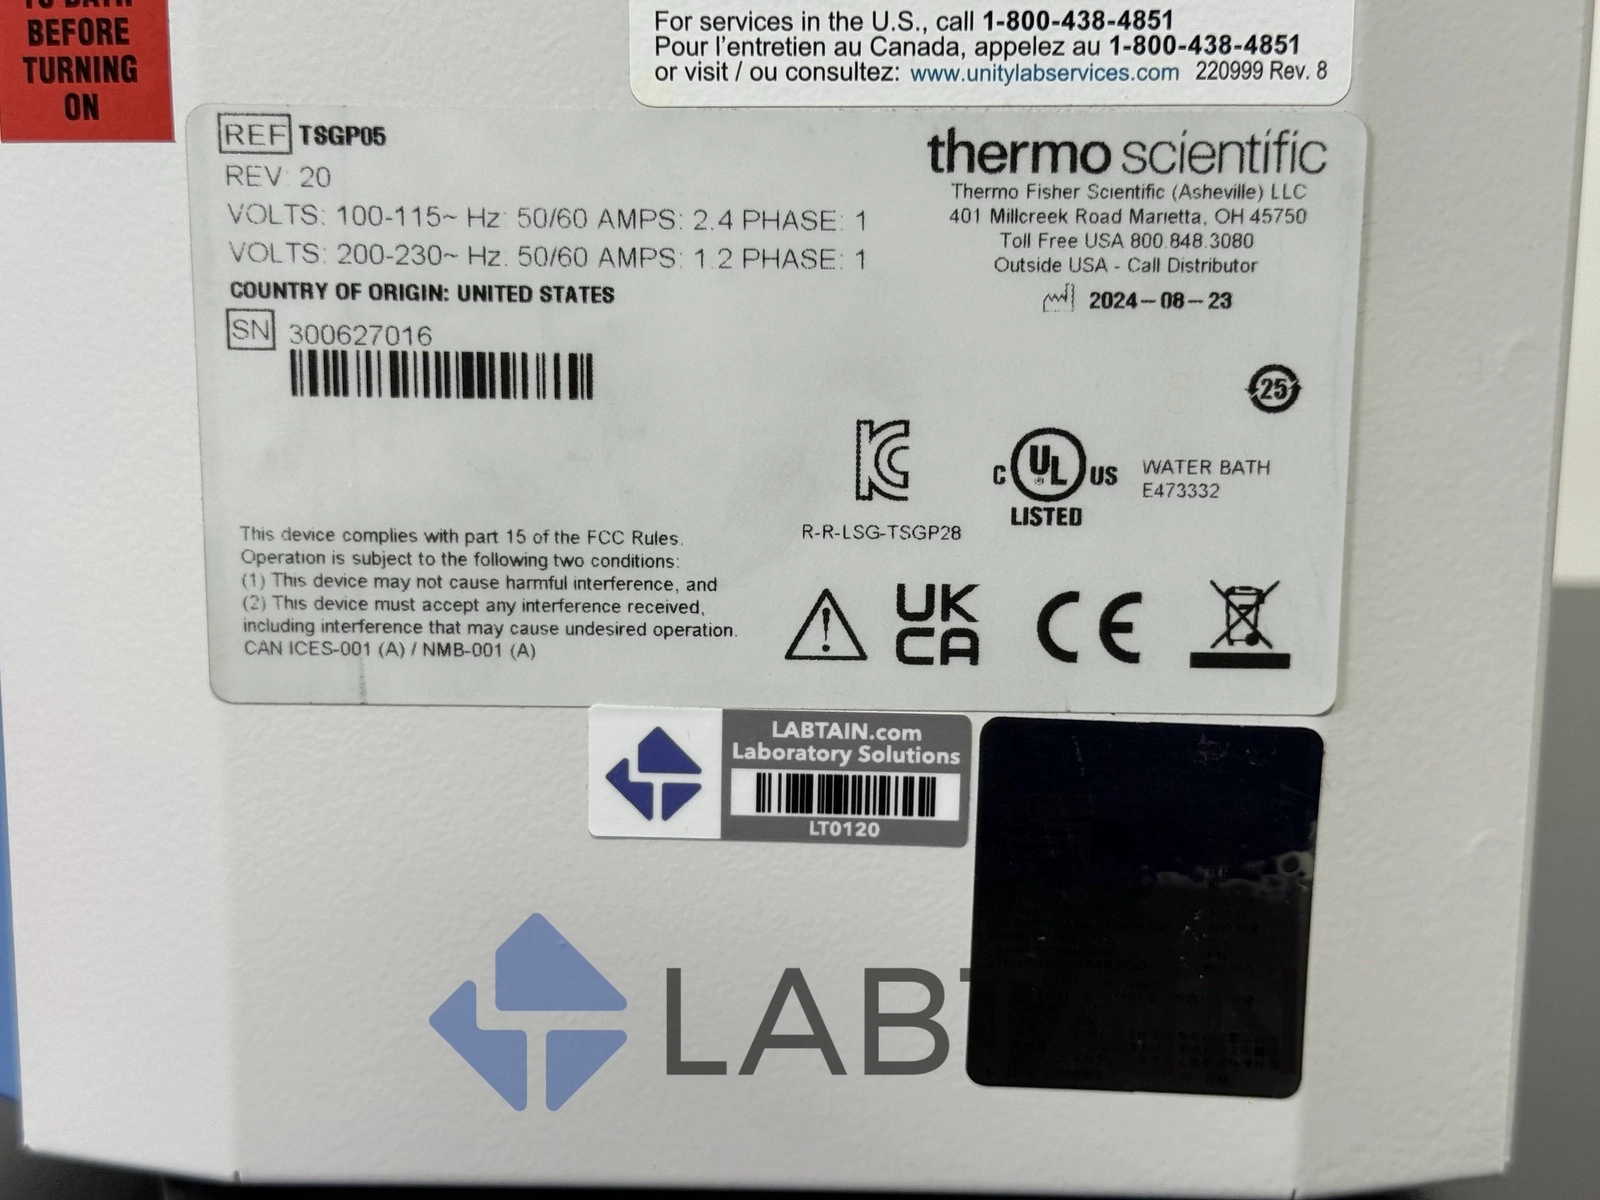 BEFORE
TURNING
ON
For services in the U.S., call 1-800-438-4851
Pour l'entretien au Canada, appelez au 1-800-438-4851
or visit / ou consultez: www.unitylabservices.com 220999 Rev. 8
REF TSGP05
REV: 20
VOLTS: 100-115~ Hz: 50/60 AMPS: 2.4 PHASE: 1
VOLTS: 200-230~ Hz: 50/60 AMPS: 1.2 PHASE: 1
COUNTRY OF ORIGIN: UNITED STATES
SN 300627016
thermo scientific
Thermo Fisher Scientific (Asheville) LLC
401 Millcreek Road Marietta, OH 45750
Toll Free USA 800.848.3080
Outside USA - Call Distributor
2024-08-23
25
R-R-LSG-TSGP28
C UL US
LISTED
WATER BATH
E473332
This device complies with part 15 of the FCC Rules.
Operation is subject to the following two conditions:
(1) This device may not cause harmful interference, and
(2) This device must accept any interference received,
including interference that may cause undesired operation.
CAN ICES-001 (A) / NMB-001 (A)
UK
CA
CE
LABTAIN.com
Laboratory Solutions
LT0120
LABT